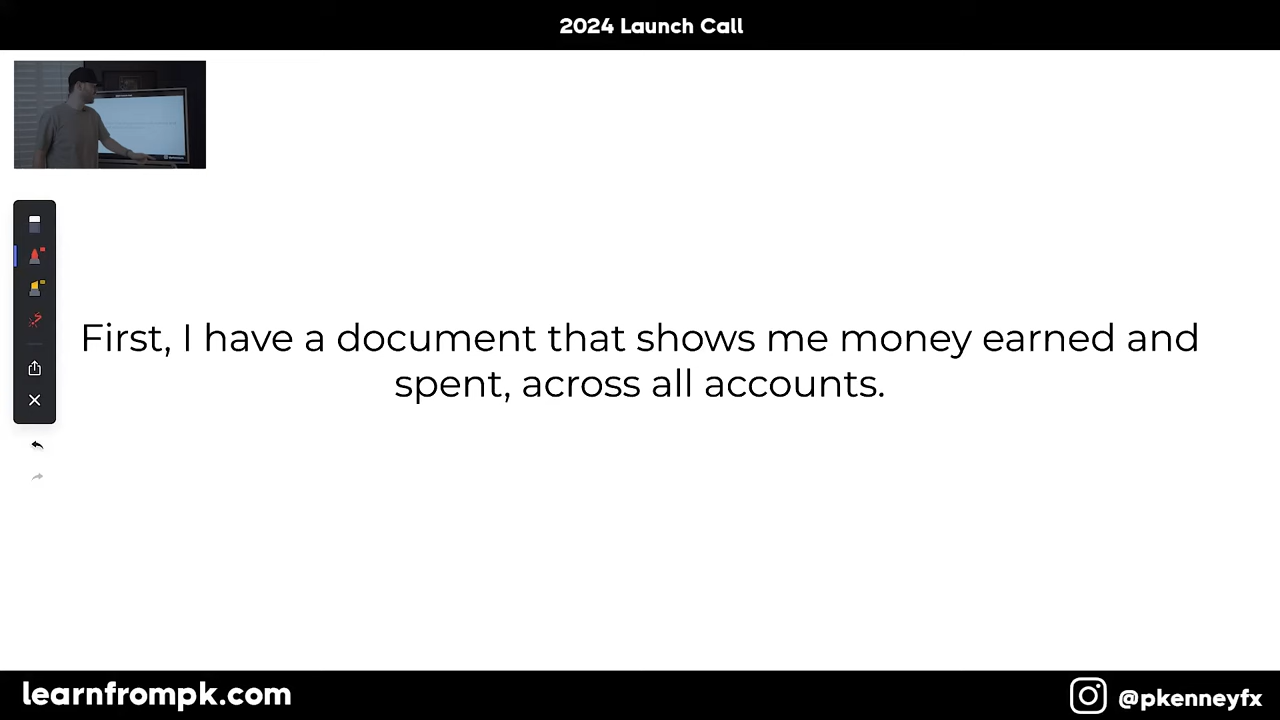 2024 Launch Call
First, I have a document that shows me money earned and
spent, across all accounts.
learnfrompk.com
@pkenneyfx